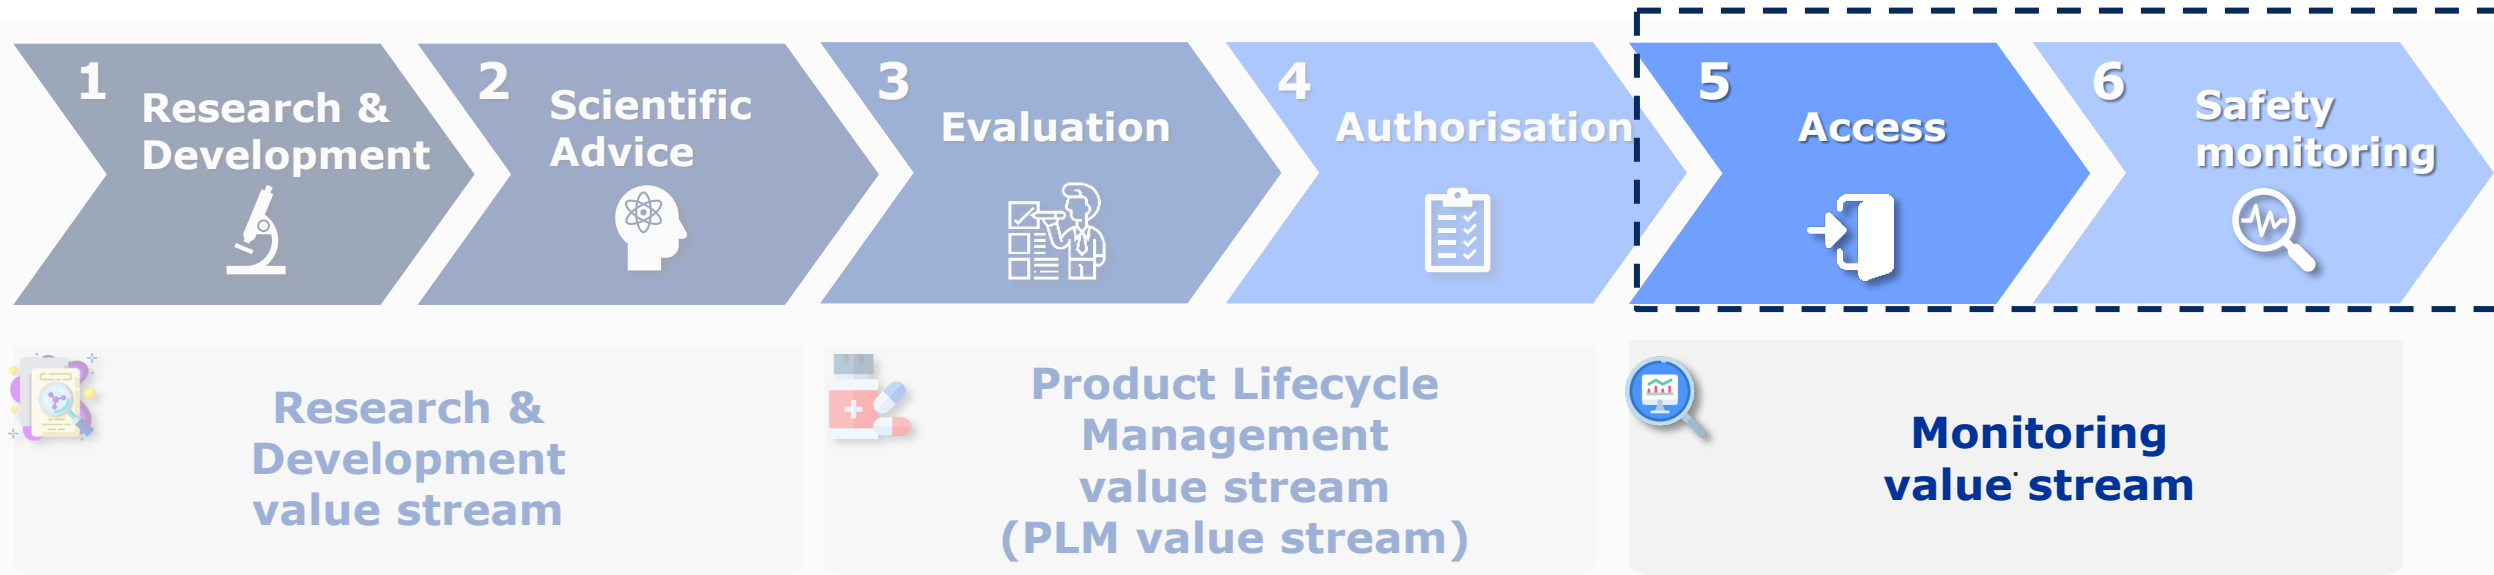 1
Research &
Development
2
Scientific
Advice
3
Evaluation
4
Authorisation
5
Access
6
Safety
monitoring
Research &
Development
value stream
Product Lifecycle
Management
value stream
(PLM value stream)
Monitoring
value stream